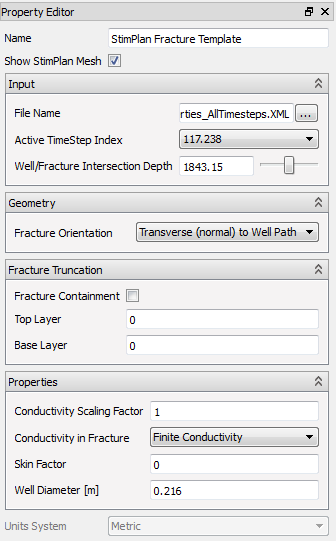 Property Editor
Name StimPlan Fracture Template
Show StimPlan Mesh
Input
File Name rties_AllTimesteps.XML ...
Active TimeStep Index 117.238
Well/Fracture Intersection Depth 1843.15
Geometry
Fracture Orientation Transverse (normal) to Well Path
Fracture Truncation
Fracture Containment
Top Layer 0
Base Layer 0
Properties
Conductivity Scaling Factor 1
Conductivity in Fracture Finite Conductivity
Skin Factor 0
Well Diameter [m] 0.216
Units System Metric